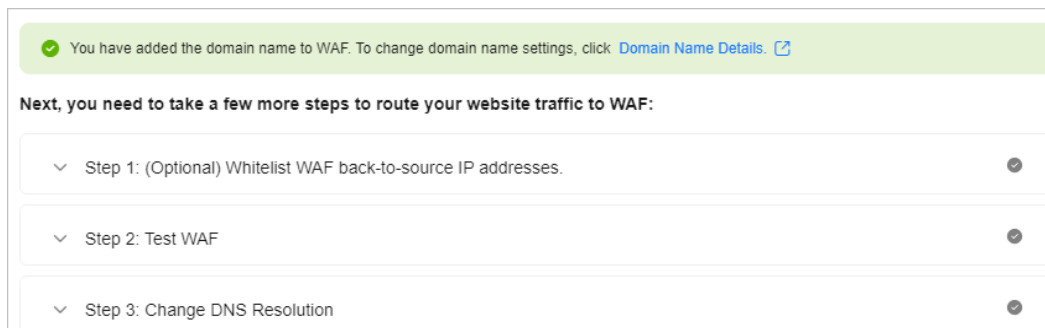 You have added the domain name to WAF. To change domain name settings, click Domain Name Details.
Next, you need to take a few more steps to route your website traffic to WAF:
Step 1: (Optional) Whitelist WAF back-to-source IP addresses.
Step 2: Test WAF
Step 3: Change DNS Resolution